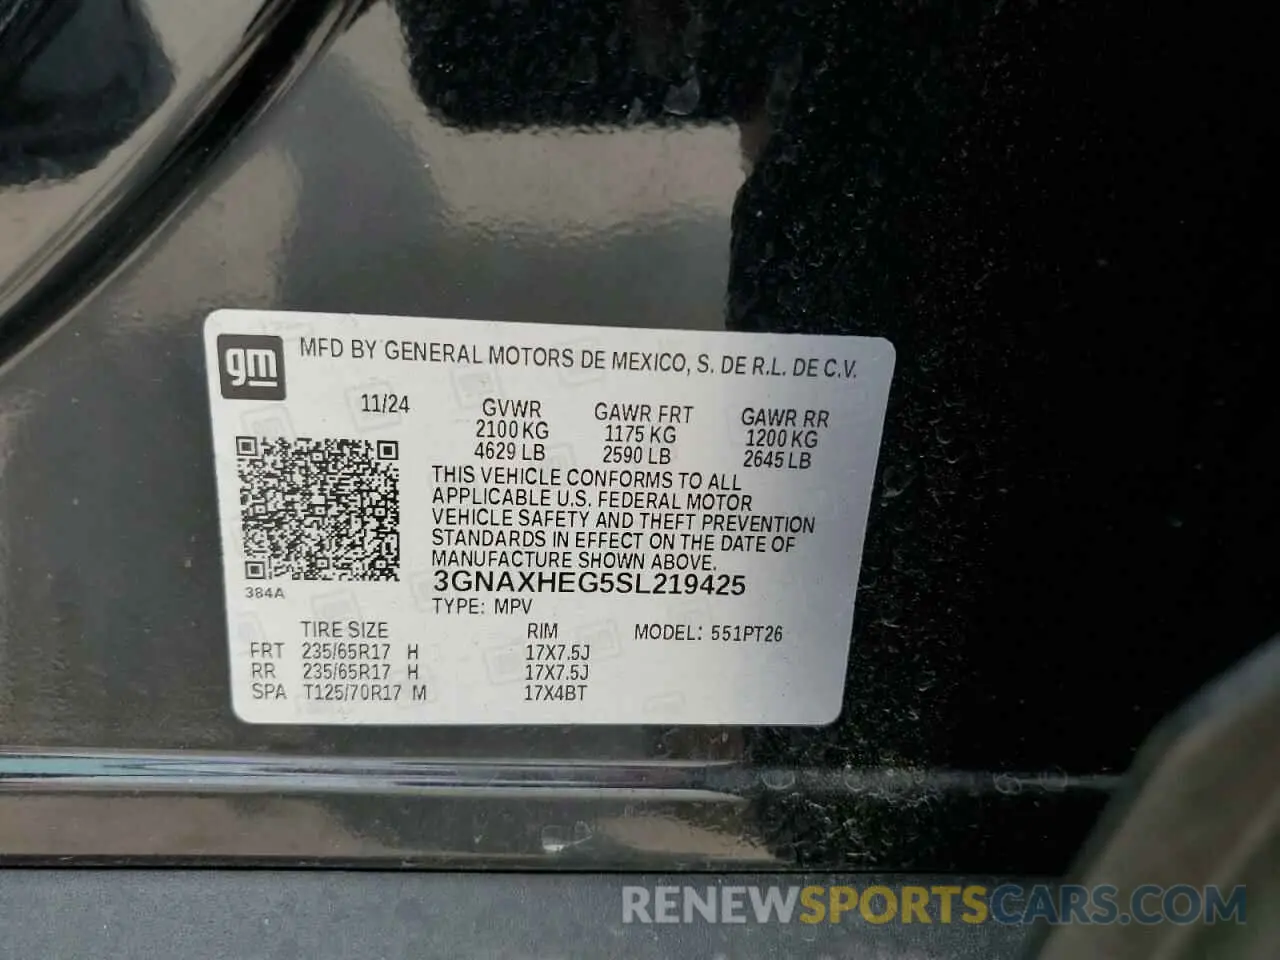 gm
MFD BY GENERAL MOTORS DE MEXICO, S. DE R.L. DE C.V.
11/24 GVWR GAWR FRT GAWR RR
2100 KG 1175 KG 1200 KG
4629 LB 2590 LB 2645 LB
THIS VEHICLE CONFORMS TO ALL
APPLICABLE U.S. FEDERAL MOTOR
VEHICLE SAFETY AND THEFT PREVENTION
STANDARDS IN EFFECT ON THE DATE OF
MANUFACTURE SHOWN ABOVE.
3GNAXHEG5SL219425
384A
TYPE: MPV
TIRE SIZE RIM MODEL: 551PT26
FRT 235/65R17 H 17X7.5J
RR 235/65R17 H 17X7.5J
SPA T125/70R17 M 17X4BT
RENEWSPORTSCARS.COM